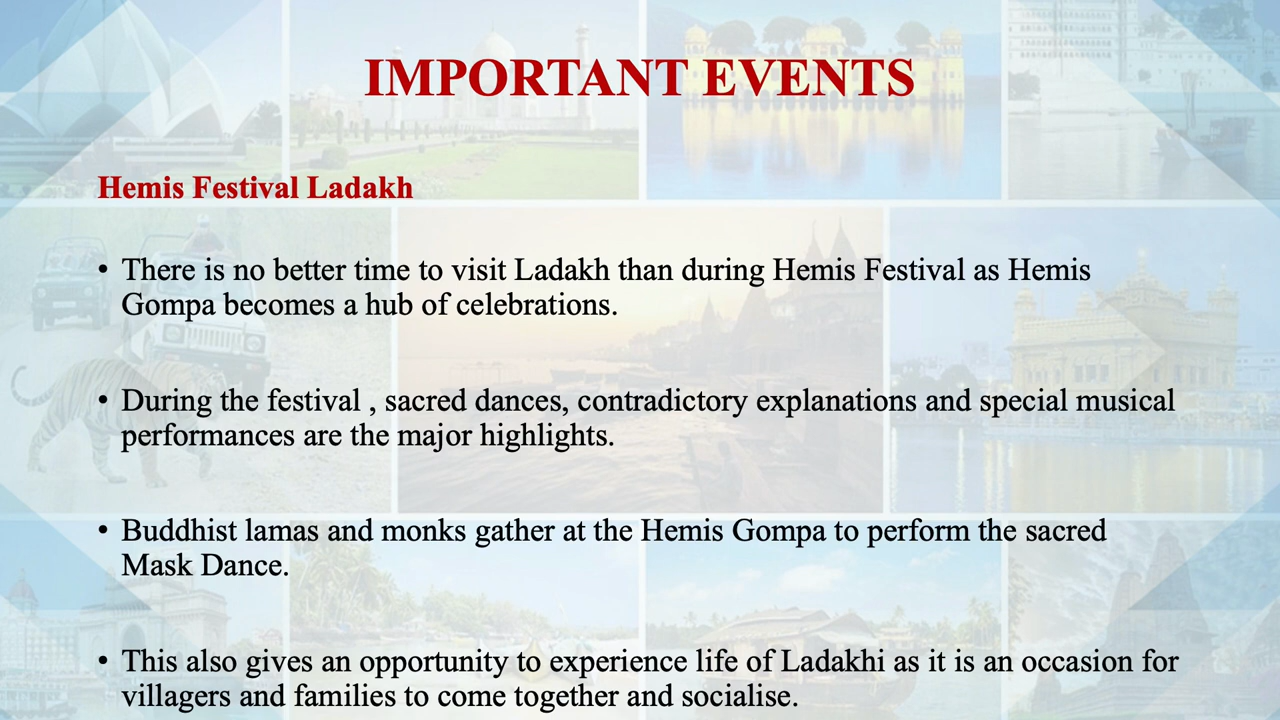 IMPORTANT EVENTS
Hemis Festival Ladakh
• There is no better time to visit Ladakh than during Hemis Festival as Hemis
Gompa becomes a hub of celebrations.
• During the festival , sacred dances, contradictory explanations and special musical
performances are the major highlights.
• Buddhist lamas and monks gather at the Hemis Gompa to perform the sacred
Mask Dance.
• This also gives an opportunity to experience life of Ladakhi as it is an occasion for
villagers and families to come together and socialise.